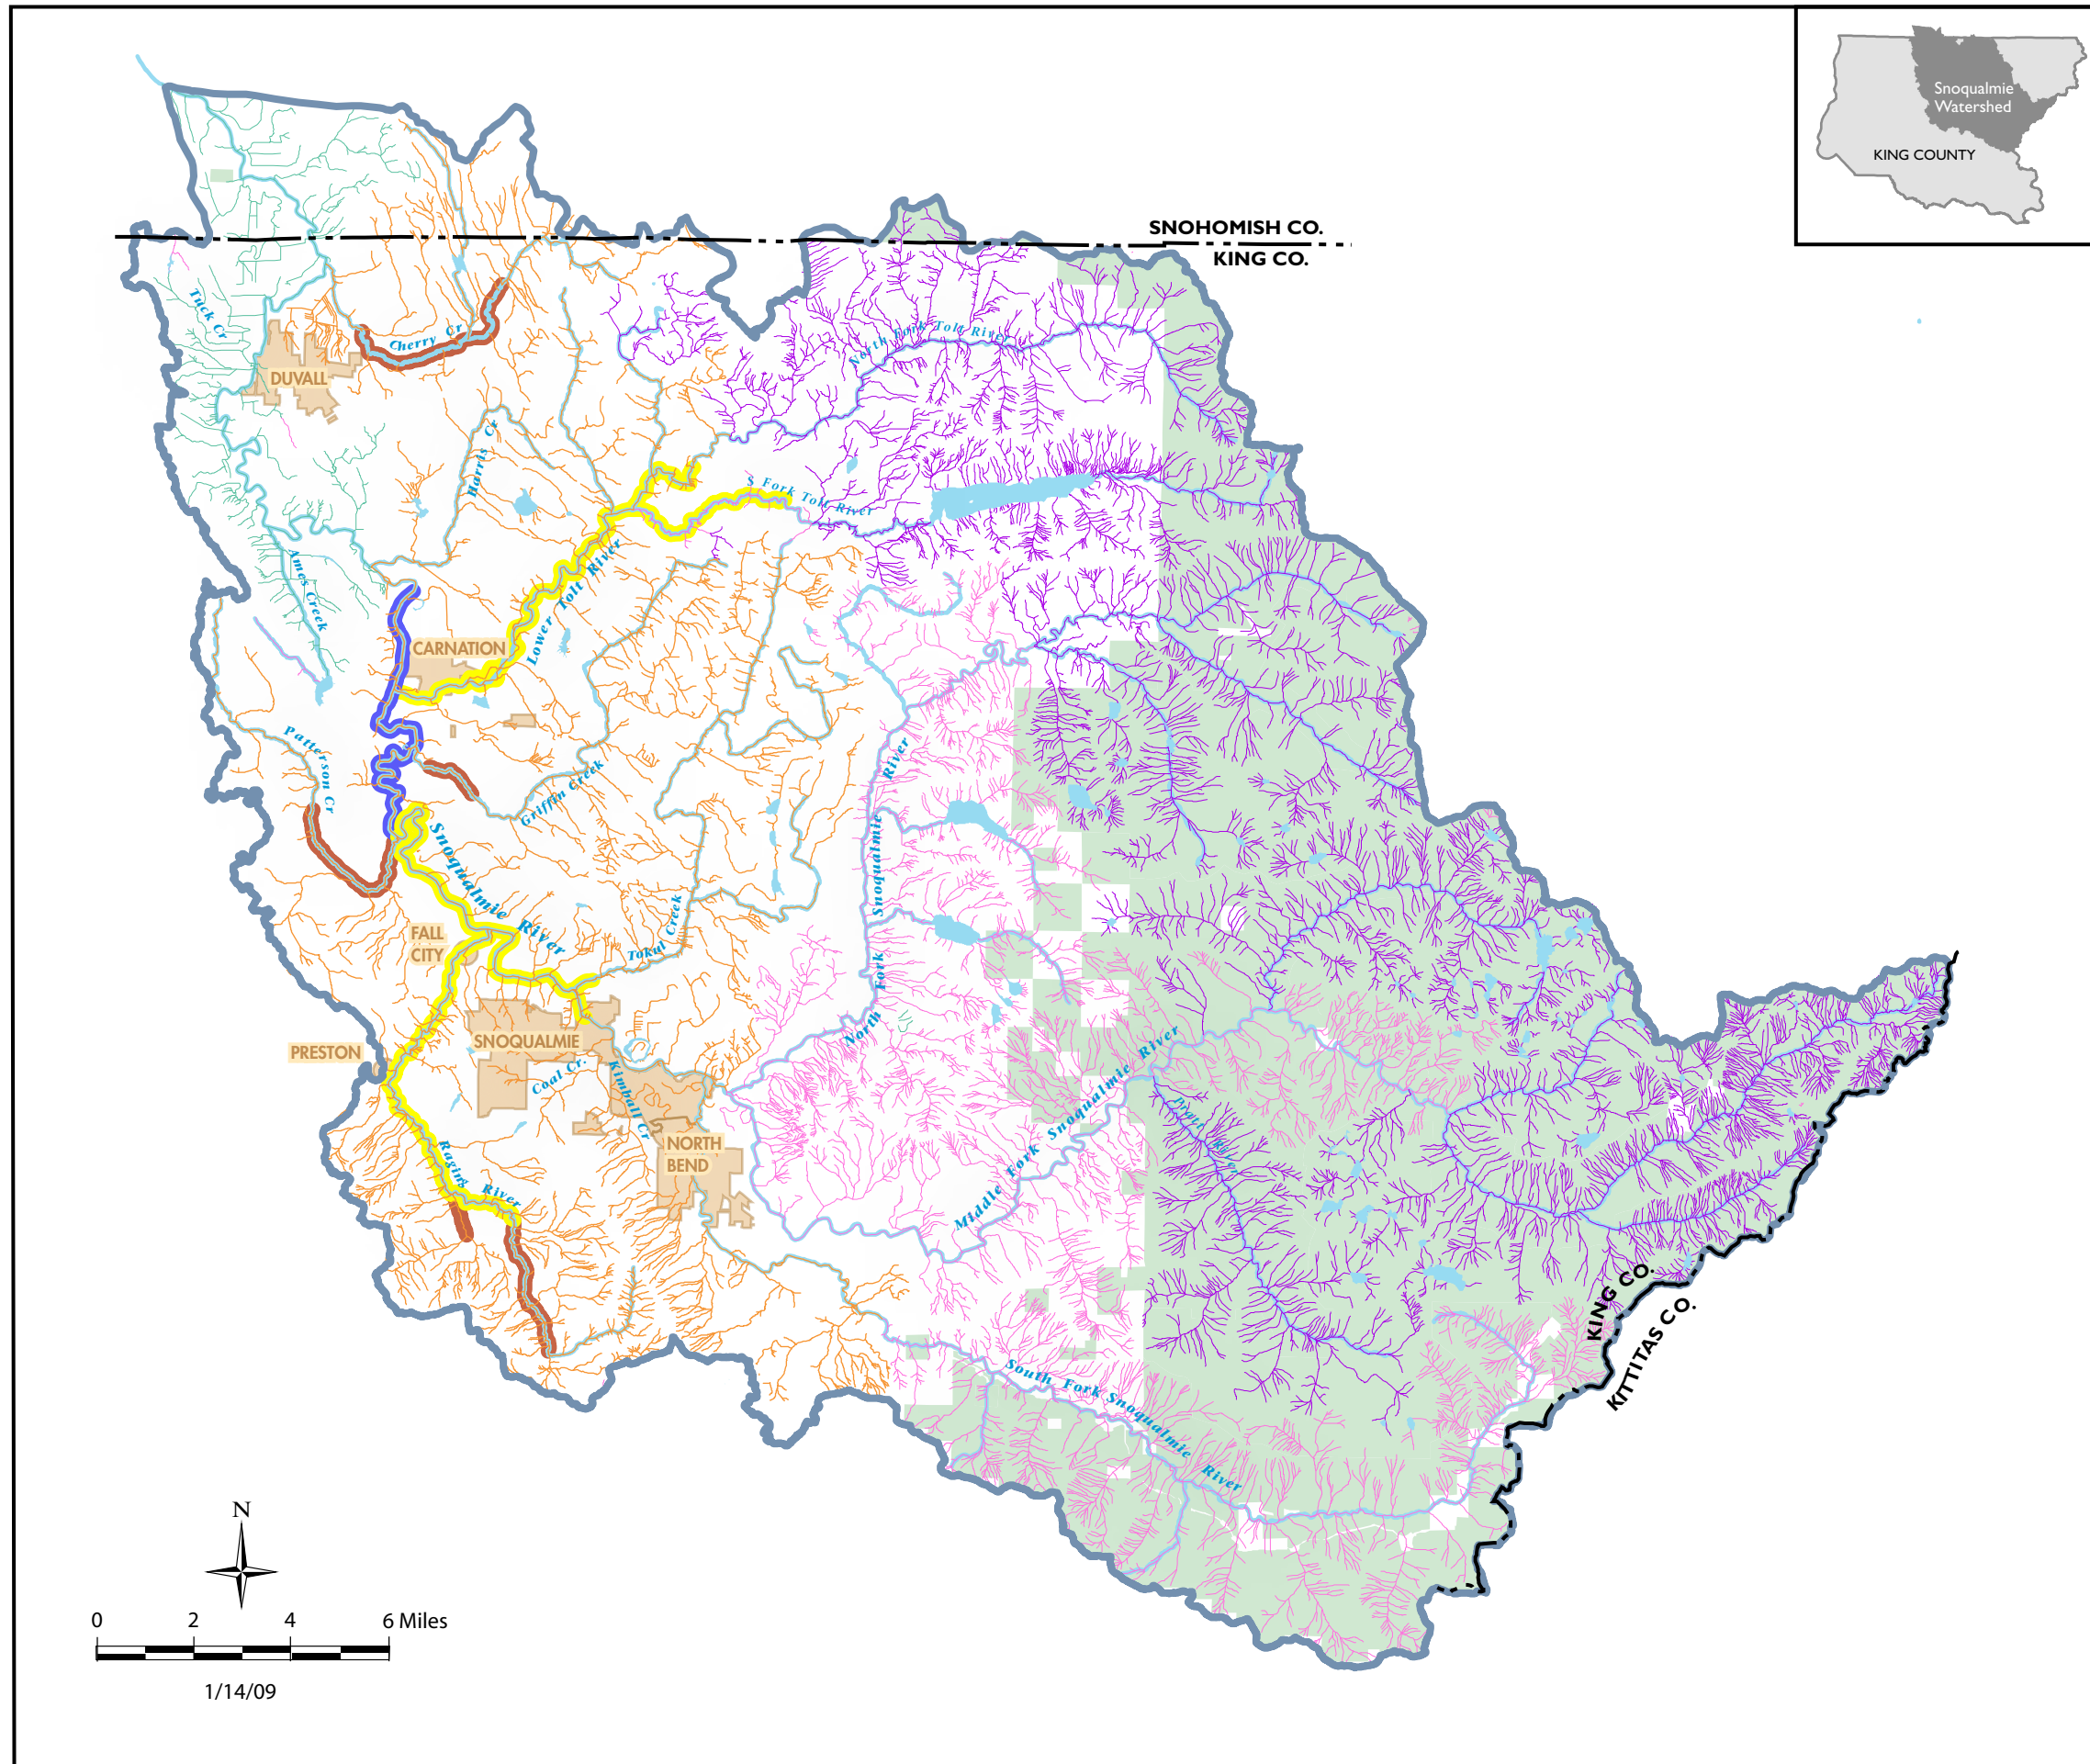 Snoqualmie
Watershed
KING COUNTY
SNOHOMISH CO.
KING CO.
Tuck Cr
Cherry Cr
North Fork Tolt River
DUVALL
Harris Cr
S Fork Tolt River
Ames Creek
Lower Tolt River
CARNATION
Patterson Cr
Griffin Creek
Snoqualmie River
North Fork Snoqualmie River
Tokul Creek
FALL
CITY
SNOQUALMIE
PRESTON
Coal Cr.
Kimball Cr
Middle Fork Snoqualmie River
Pratt River
NORTH
BEND
Raging River
KING CO.
KITTITAS CO.
South Fork Snoqualmie River
N
0 2 4 6 Miles
1/14/09